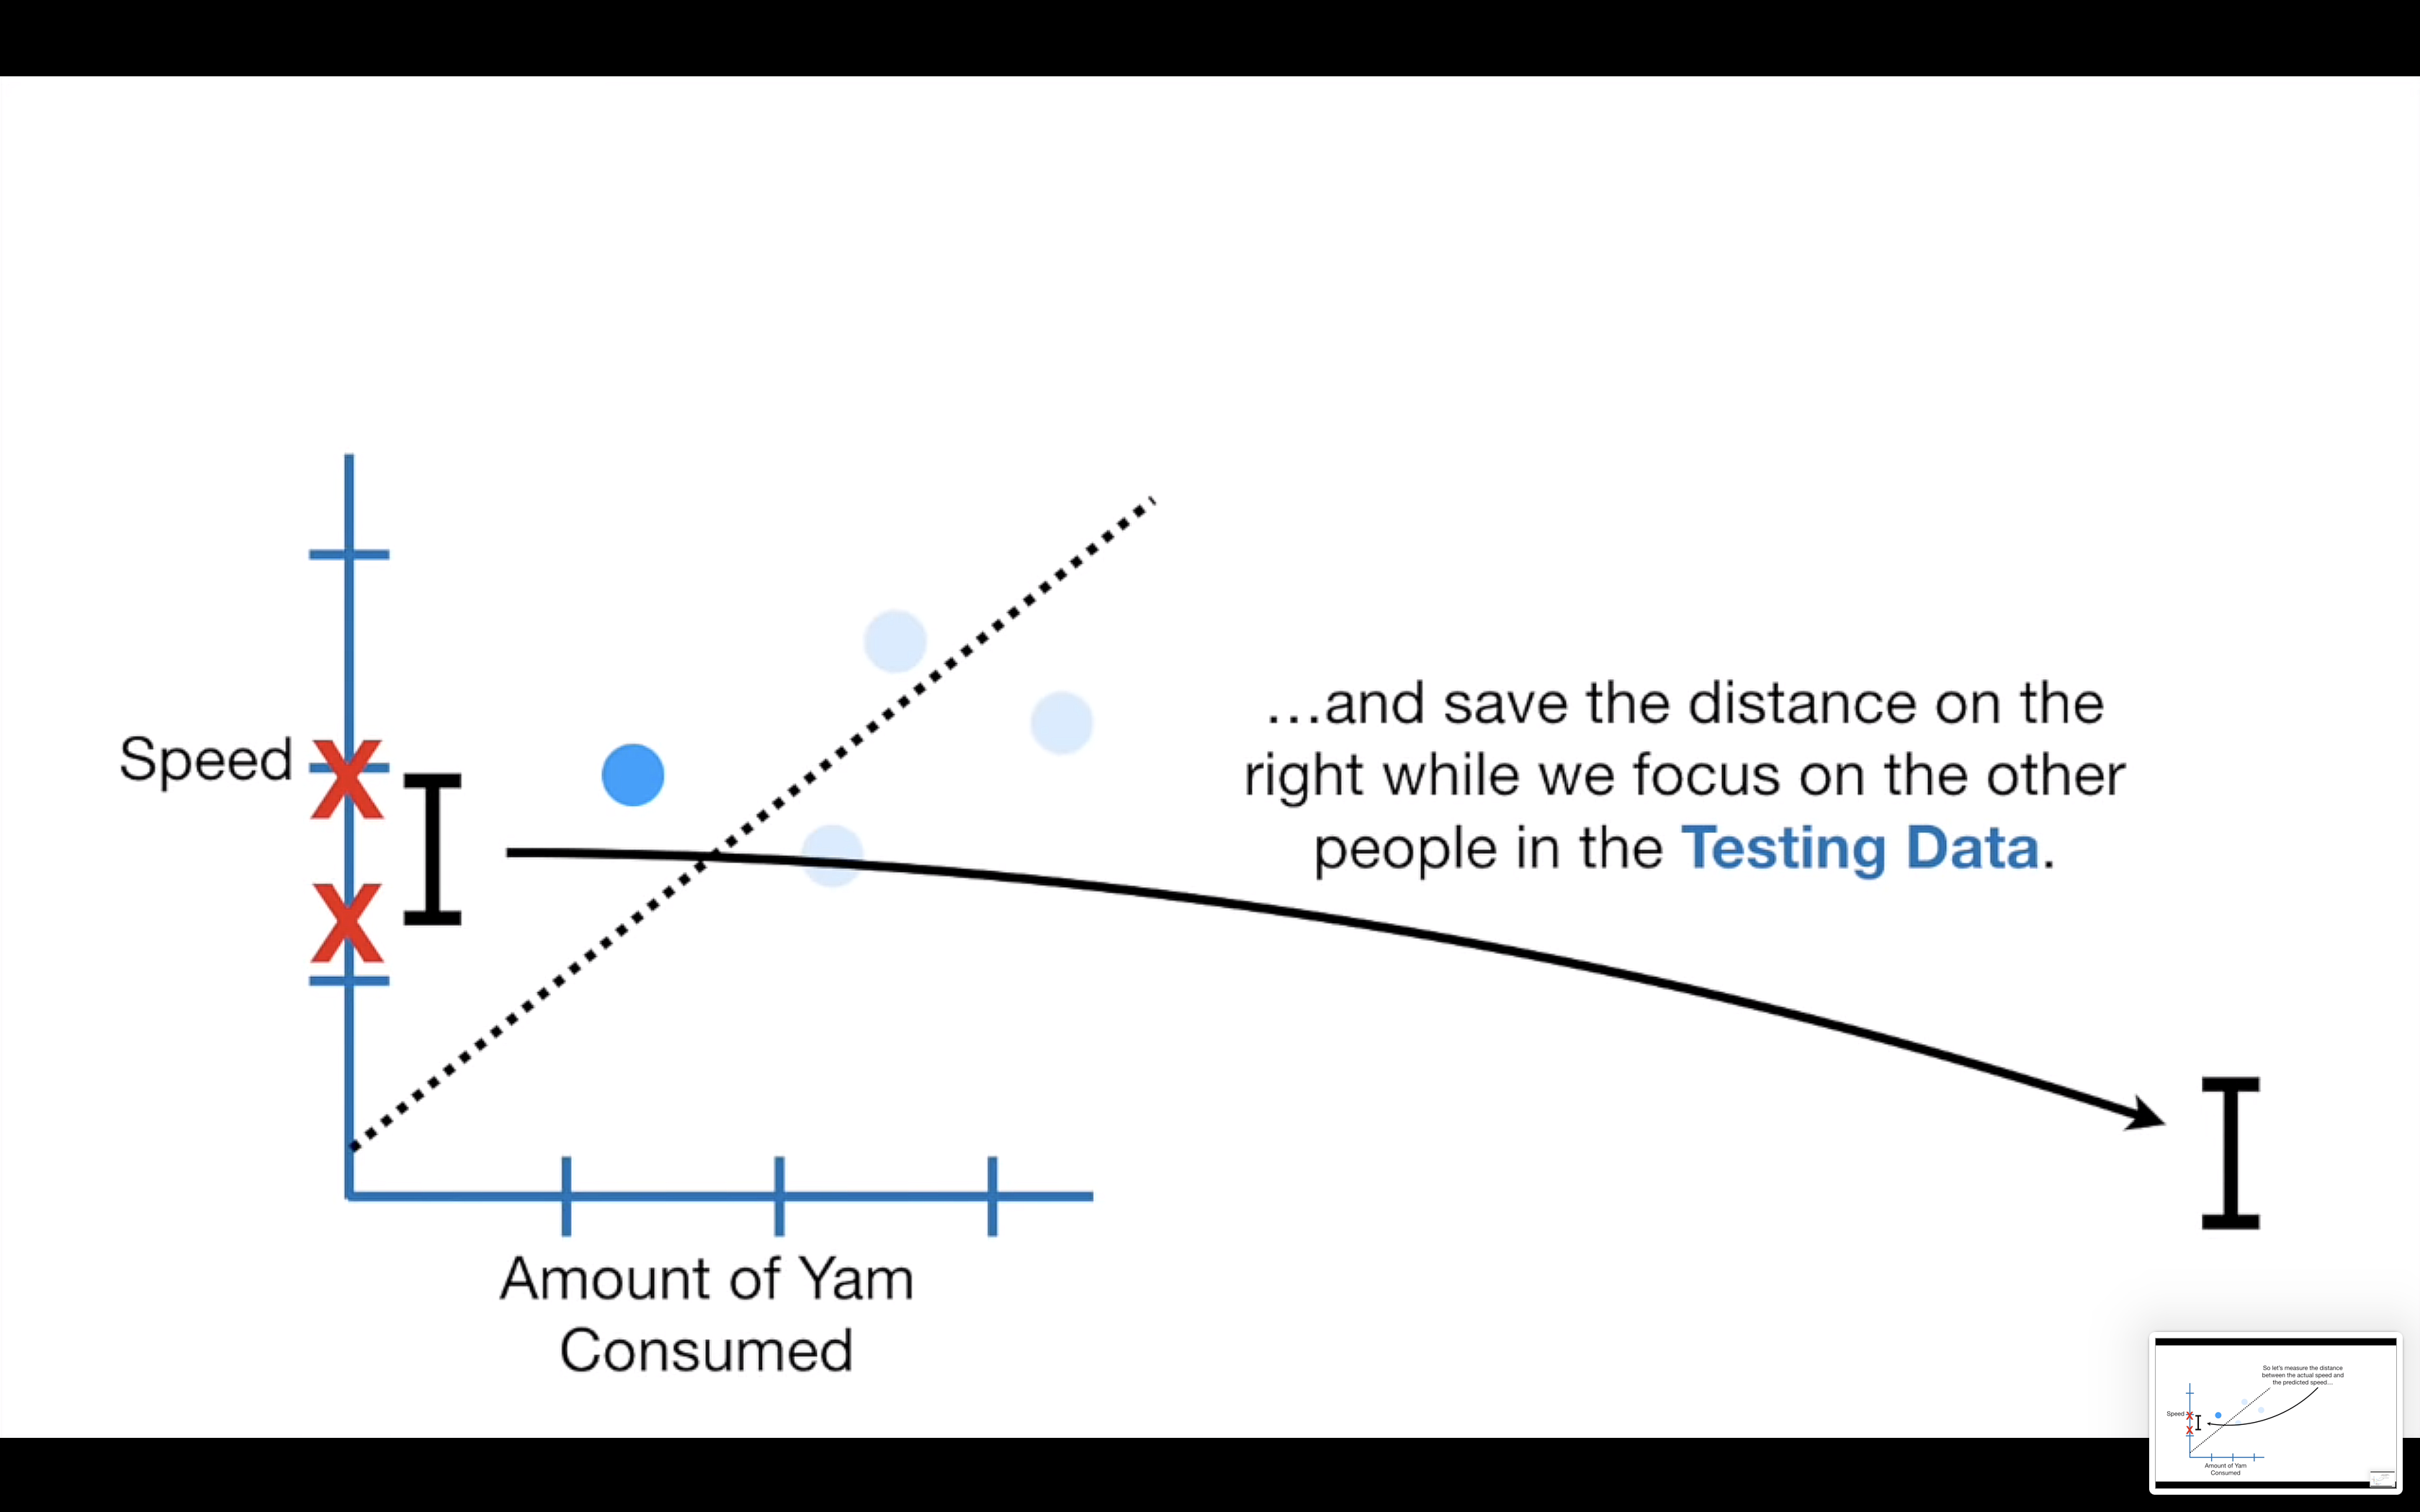 …and save the distance on the
right while we focus on the other
people in the Testing Data.
Speed
X
X
Amount of Yam
Consumed
So let's measure the distance
between the actual speed and
the predicted speed…
Speed
X
X
Amount of Yam
Consumed